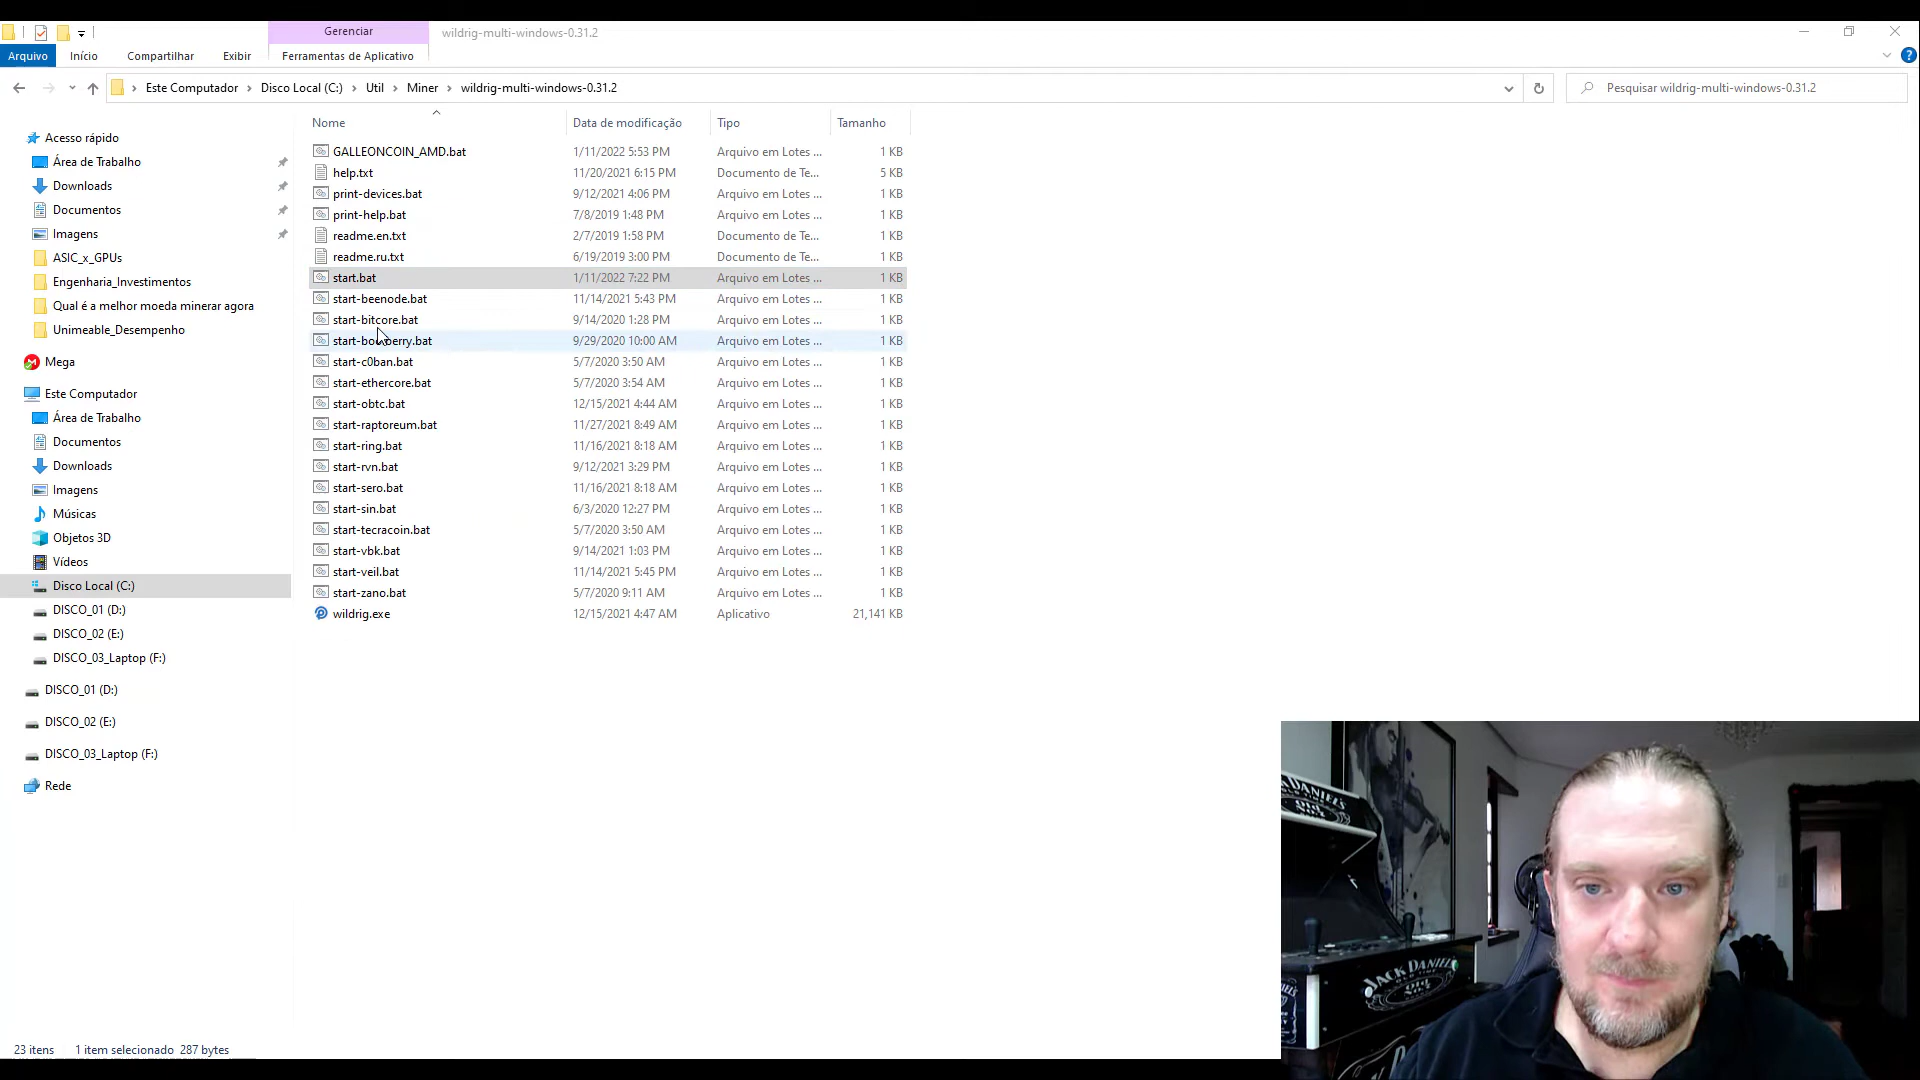 Gerenciar
wildrig-multi-windows-0.31.2
Arquivo
Início
Compartilhar
Exibir
Ferramentas de Aplicativo
Este Computador > Disco Local (C:) > Util > Miner > wildrig-multi-windows-0.31.2
Pesquisar wildrig-multi-windows-0.31.2
Acesso rápido
Área de Trabalho
Downloads
Documentos
Imagens
ASIC_x_GPUs
Engenharia_Investimentos
Qual é a melhor moeda minerar agora
Unimeable_Desempenho
Mega
Este Computador
Área de Trabalho
Documentos
Downloads
Imagens
Músicas
Objetos 3D
Vídeos
Disco Local (C:)
DISCO_01 (D:)
DISCO_02 (E:)
DISCO_03_Laptop (F:)
DISCO_01 (D:)
DISCO_02 (E:)
DISCO_03_Laptop (F:)
Rede
Nome Data de modificação Tipo Tamanho
GALLEONCOIN_AMD.bat 1/11/2022 5:53 PM Arquivo em Lotes ... 1 KB
help.txt 11/20/2021 6:15 PM Documento de Te... 5 KB
print-devices.bat 9/12/2021 4:06 PM Arquivo em Lotes ... 1 KB
print-help.bat 7/8/2019 1:48 PM Arquivo em Lotes ... 1 KB
readme.en.txt 2/7/2019 1:58 PM Documento de Te... 1 KB
readme.ru.txt 6/19/2019 3:00 PM Documento de Te... 1 KB
start.bat 1/11/2022 7:22 PM Arquivo em Lotes ... 1 KB
start-beenode.bat 11/14/2021 5:43 PM Arquivo em Lotes ... 1 KB
start-bitcore.bat 9/14/2020 1:28 PM Arquivo em Lotes ... 1 KB
9/29/2020 10:00 AM Arquivo em Lotes ... 1 KB
start-c0ban.bat 5/7/2020 3:50 AM Arquivo em Lotes ... 1 KB
start-ethercore.bat 5/7/2020 3:54 AM Arquivo em Lotes ... 1 KB
start-obtc.bat 12/15/2021 4:44 AM Arquivo em Lotes ... 1 KB
start-raptoreum.bat 11/27/2021 8:49 AM Arquivo em Lotes ... 1 KB
start-ring.bat 11/16/2021 8:18 AM Arquivo em Lotes ... 1 KB
start-rvn.bat 9/12/2021 3:29 PM Arquivo em Lotes ... 1 KB
start-sero.bat 11/16/2021 8:18 AM Arquivo em Lotes ... 1 KB
start-sin.bat 6/3/2020 12:27 PM Arquivo em Lotes ... 1 KB
start-tecracoin.bat 5/7/2020 3:50 AM Arquivo em Lotes ... 1 KB
start-vbk.bat 9/14/2021 1:03 PM Arquivo em Lotes ... 1 KB
start-veil.bat 11/14/2021 5:45 PM Arquivo em Lotes ... 1 KB
start-zano.bat 5/7/2020 9:11 AM Arquivo em Lotes ... 1 KB
wildrig.exe 12/15/2021 4:47 AM Aplicativo 21,141 KB
JACK DANIEL'S
23 itens 1 item selecionado 287 bytes